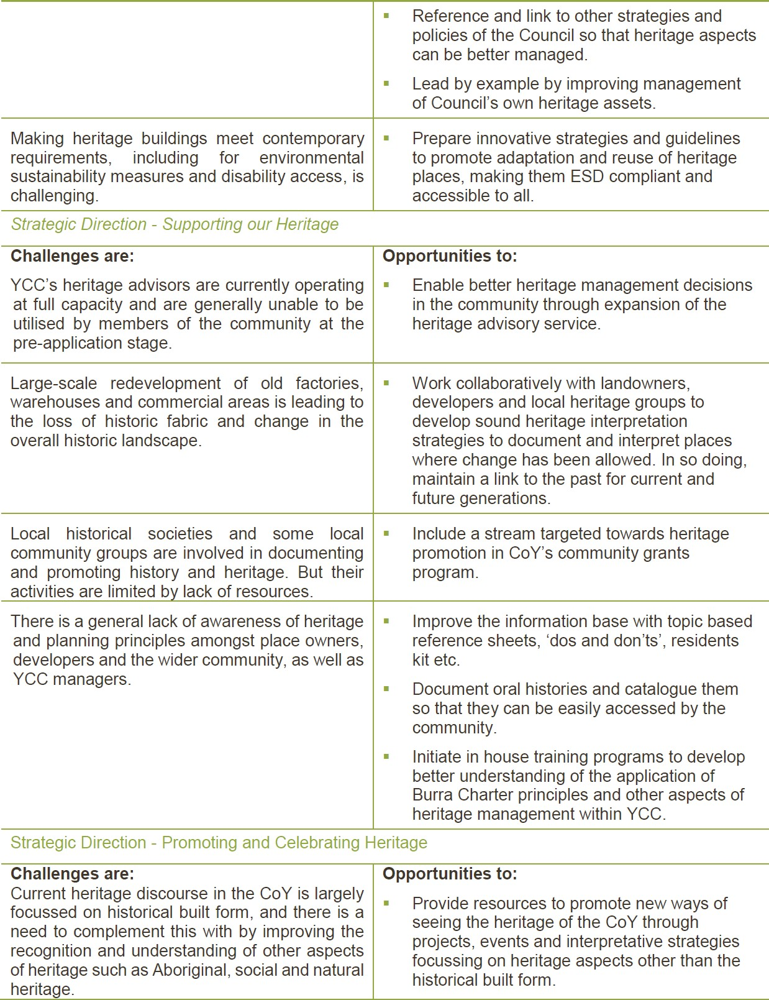 ▪ Reference and link to other strategies and
policies of the Council so that heritage aspects
can be better managed.
▪ Lead by example by improving management
of Council’s own heritage assets.
Making heritage buildings meet contemporary
requirements, including for environmental
sustainability measures and disability access, is
challenging.
▪ Prepare innovative strategies and guidelines
to promote adaptation and reuse of heritage
places, making them ESD compliant and
accessible to all.
Strategic Direction - Supporting our Heritage
Challenges are:
YCC’s heritage advisors are currently operating
at full capacity and are generally unable to be
utilised by members of the community at the
pre-application stage.
Opportunities to:
▪ Enable better heritage management decisions
in the community through expansion of the
heritage advisory service.
Large-scale redevelopment of old factories,
warehouses and commercial areas is leading to
the loss of historic fabric and change in the
overall historic landscape.
▪ Work collaboratively with landowners,
developers and local heritage groups to
develop sound heritage interpretation
strategies to document and interpret places
where change has been allowed. In so doing,
maintain a link to the past for current and
future generations.
Local historical societies and some local
community groups are involved in documenting
and promoting history and heritage. But their
activities are limited by lack of resources.
▪ Include a stream targeted towards heritage
promotion in CoY’s community grants
program.
There is a general lack of awareness of heritage
and planning principles amongst place owners,
developers and the wider community, as well as
YCC managers.
▪ Improve the information base with topic based
reference sheets, ‘dos and don’ts’, residents
kit etc.
▪ Document oral histories and catalogue them
so that they can be easily accessed by the
community.
▪ Initiate in house training programs to develop
better understanding of the application of
Burra Charter principles and other aspects of
heritage management within YCC.
Strategic Direction - Promoting and Celebrating Heritage
Challenges are:
Current heritage discourse in the CoY is largely
focussed on historical built form, and there is a
need to complement this with by improving the
recognition and understanding of other aspects
of heritage such as Aboriginal, social and natural
heritage.
Opportunities to:
▪ Provide resources to promote new ways of
seeing the heritage of the CoY through
projects, events and interpretative strategies
focussing on heritage aspects other than the
historical built form.